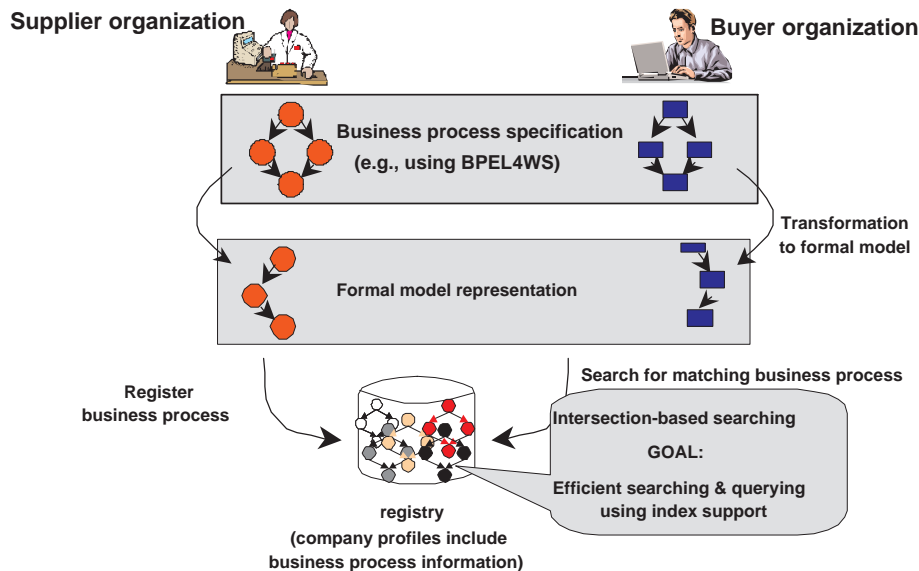 Supplier organization
Buyer organization
Business process specification
(e.g., using BPEL4WS)
Transformation
to formal model
Formal model representation
Register
business process
Search for matching business process
Intersection-based searching
GOAL:
Efficient searching & querying
using index support
registry
(company profiles include
business process information)